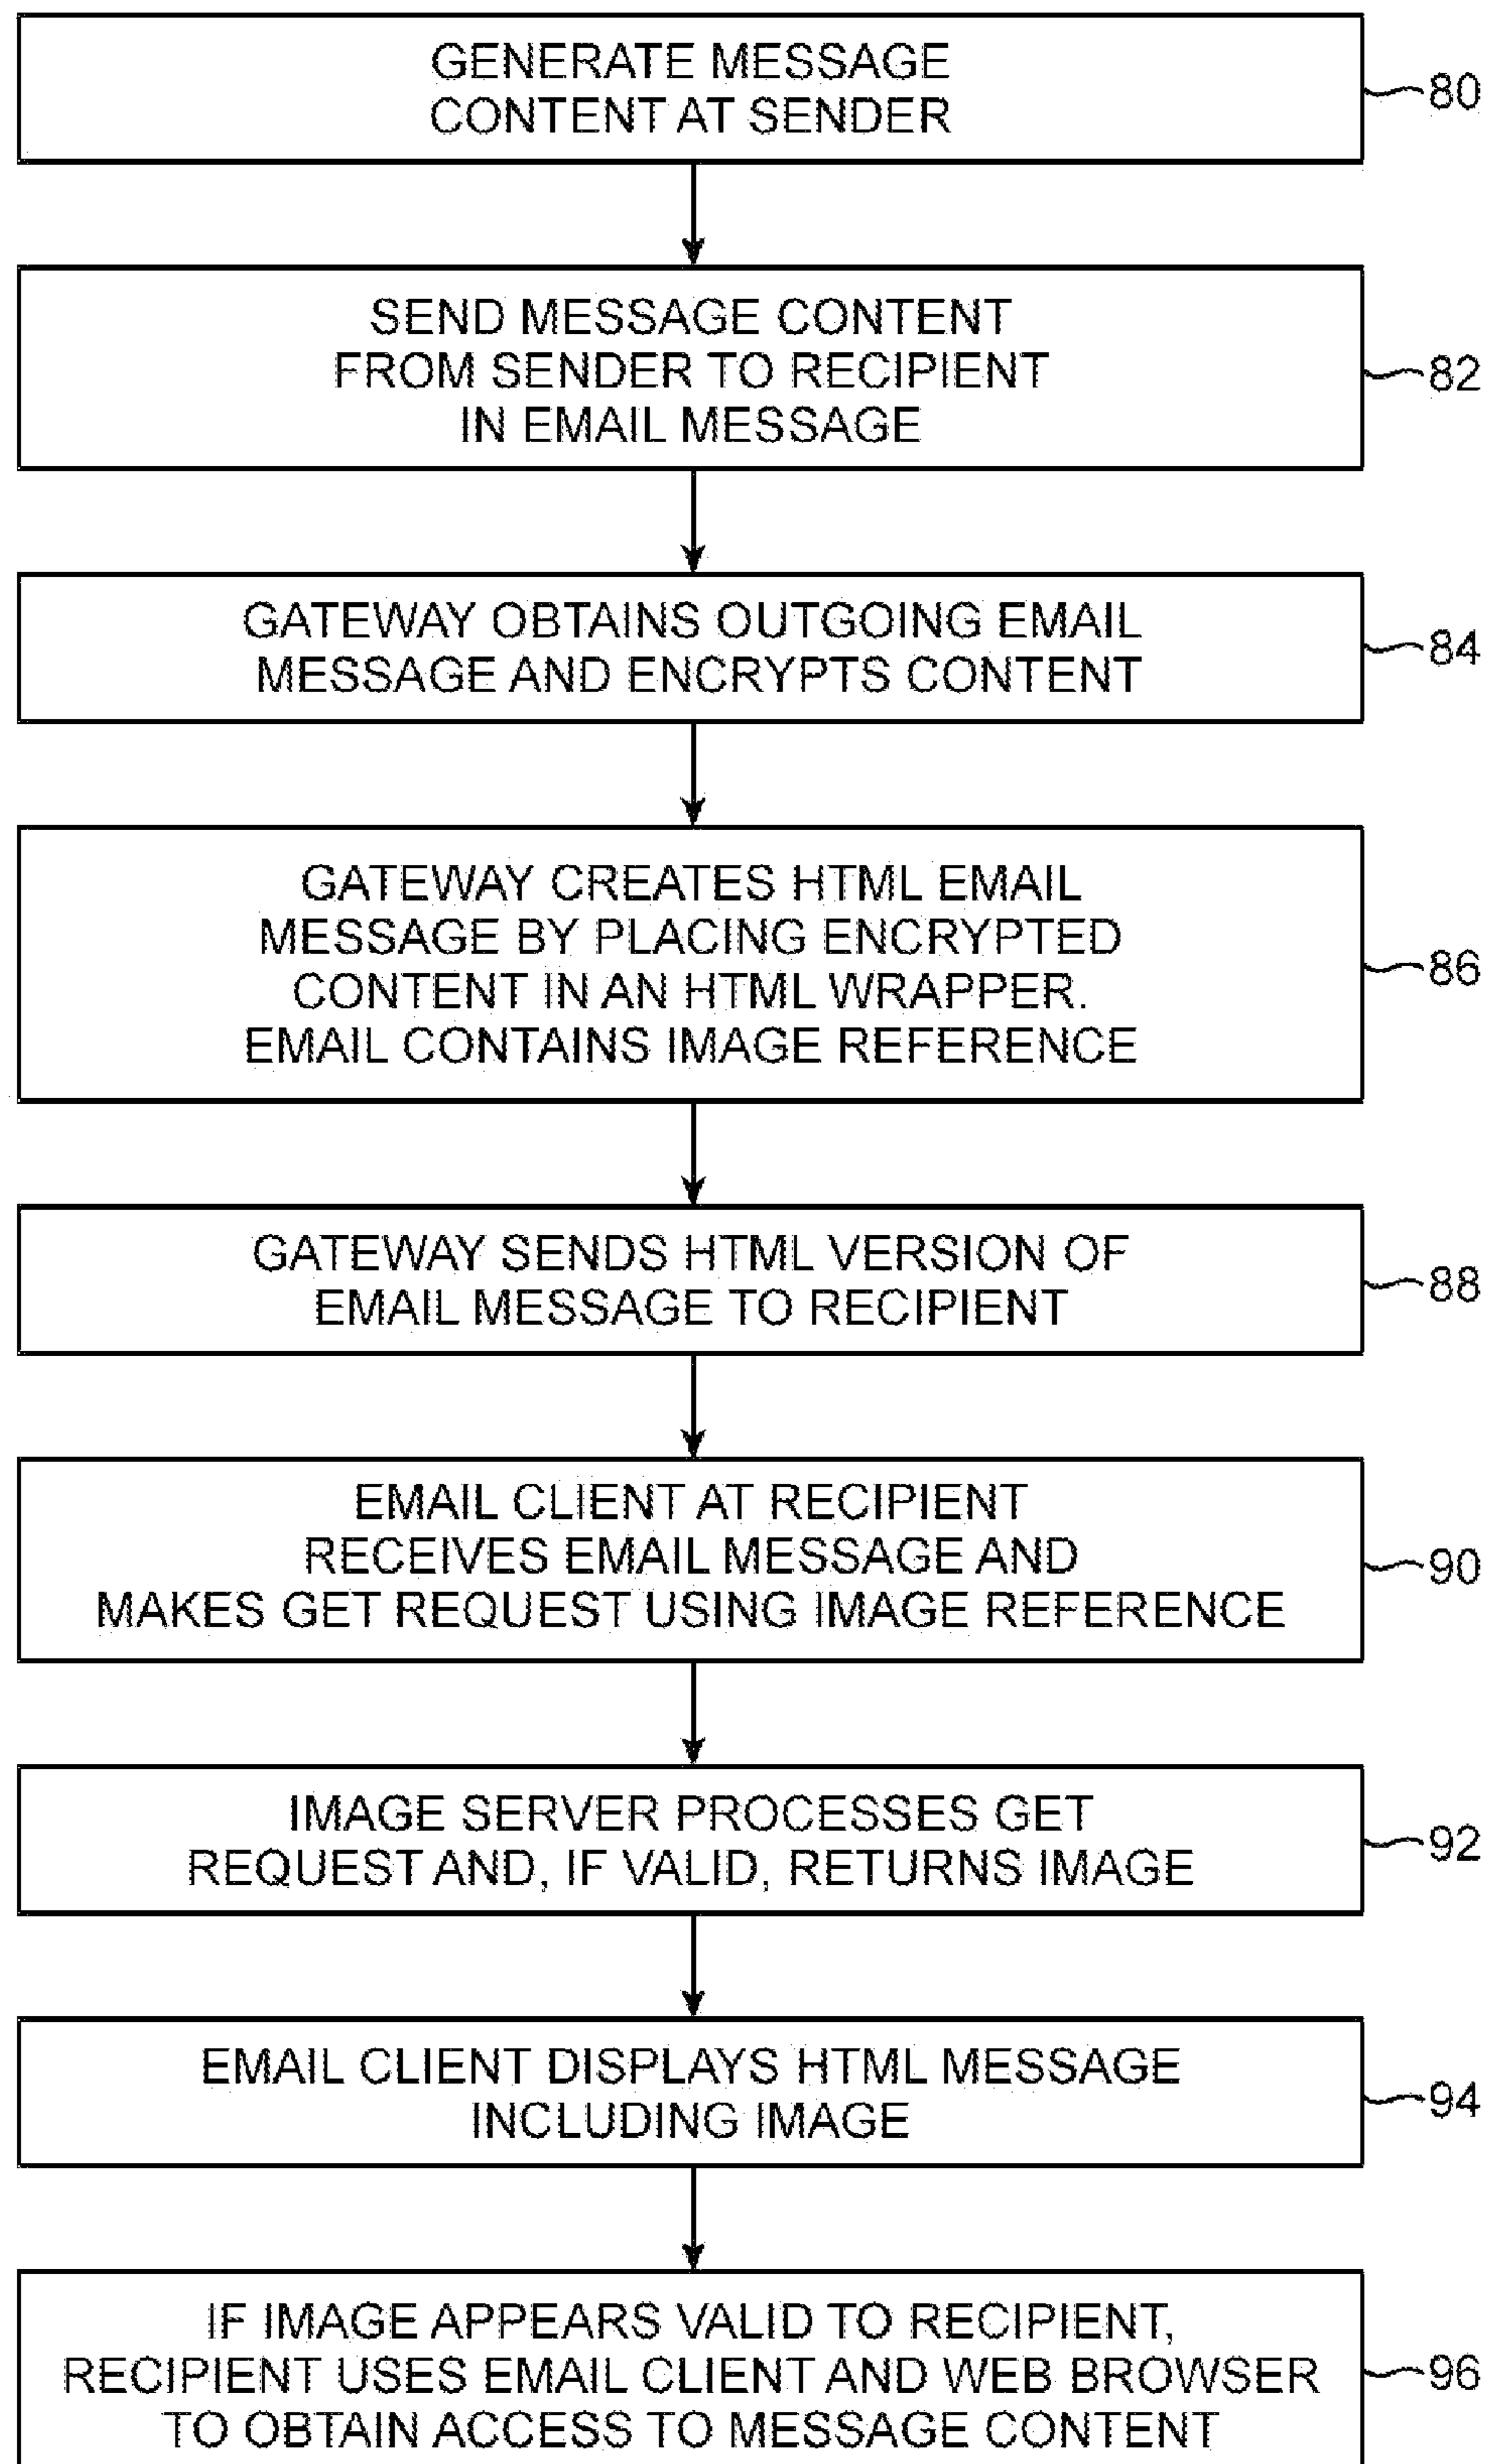 GENERATE MESSAGE
CONTENT AT SENDER
80
SEND MESSAGE CONTENT
FROM SENDER TO RECIPIENT
IN EMAIL MESSAGE
82
GATEWAY OBTAINS OUTGOING EMAIL
MESSAGE AND ENCRYPTS CONTENT
84
GATEWAY CREATES HTML EMAIL
MESSAGE BY PLACING ENCRYPTED
CONTENT IN AN HTML WRAPPER.
EMAIL CONTAINS IMAGE REFERENCE
86
GATEWAY SENDS HTML VERSION OF
EMAIL MESSAGE TO RECIPIENT
88
EMAIL CLIENT AT RECIPIENT
RECEIVES EMAIL MESSAGE AND
MAKES GET REQUEST USING IMAGE REFERENCE
90
IMAGE SERVER PROCESSES GET
REQUEST AND, IF VALID, RETURNS IMAGE
92
EMAIL CLIENT DISPLAYS HTML MESSAGE
INCLUDING IMAGE
94
IF IMAGE APPEARS VALID TO RECIPIENT,
RECIPIENT USES EMAIL CLIENT AND WEB BROWSER
TO OBTAIN ACCESS TO MESSAGE CONTENT
96